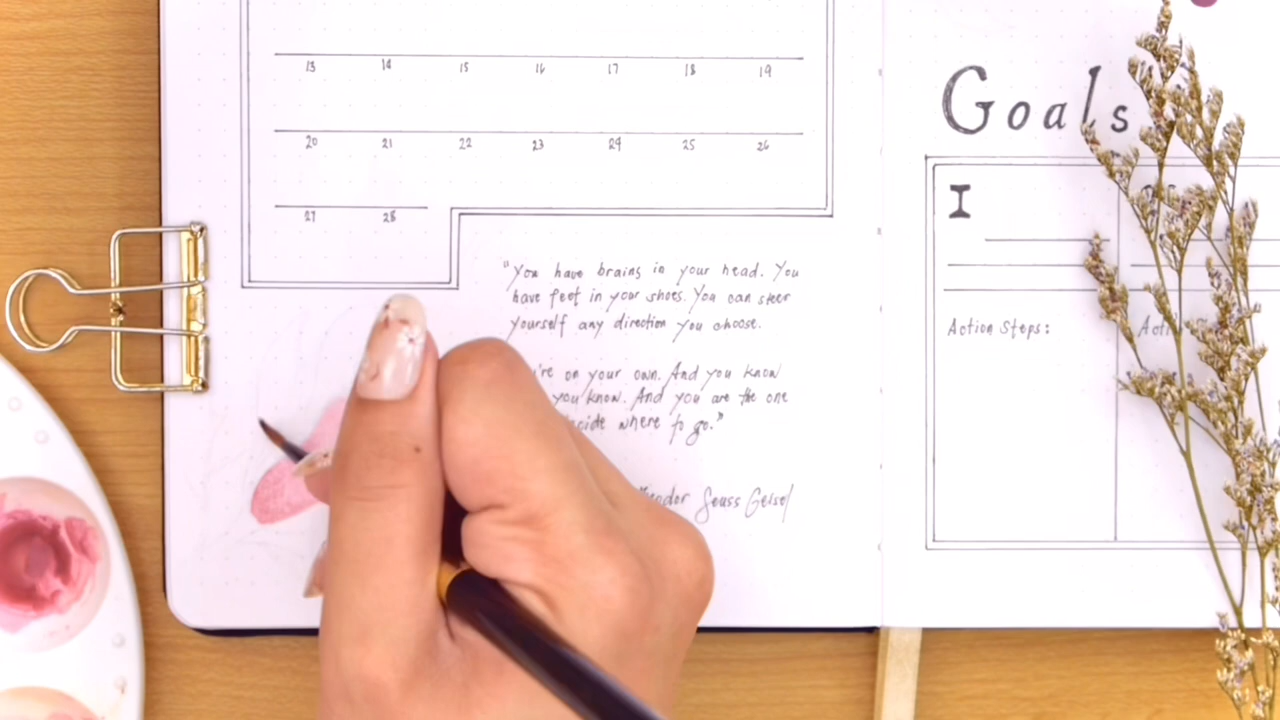 13 14 15 16 17 18 19
20 21 22 23 24 25 26
27 28
"You have brains in your head. You
have feet in your shoes. You can steer
yourself any direction you choose.
're on your own. And you know
you know. And you are the one
cide where to go."
eodor Seuss Geisel
Goals
I
Action Steps:
Acti